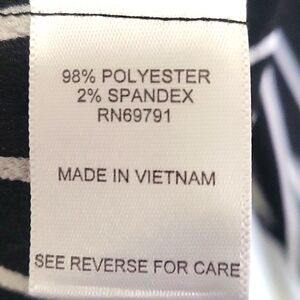 98% POLYESTER
2% SPANDEX
RN69791
MADE IN VIETNAM
SEE REVERSE FOR CARE